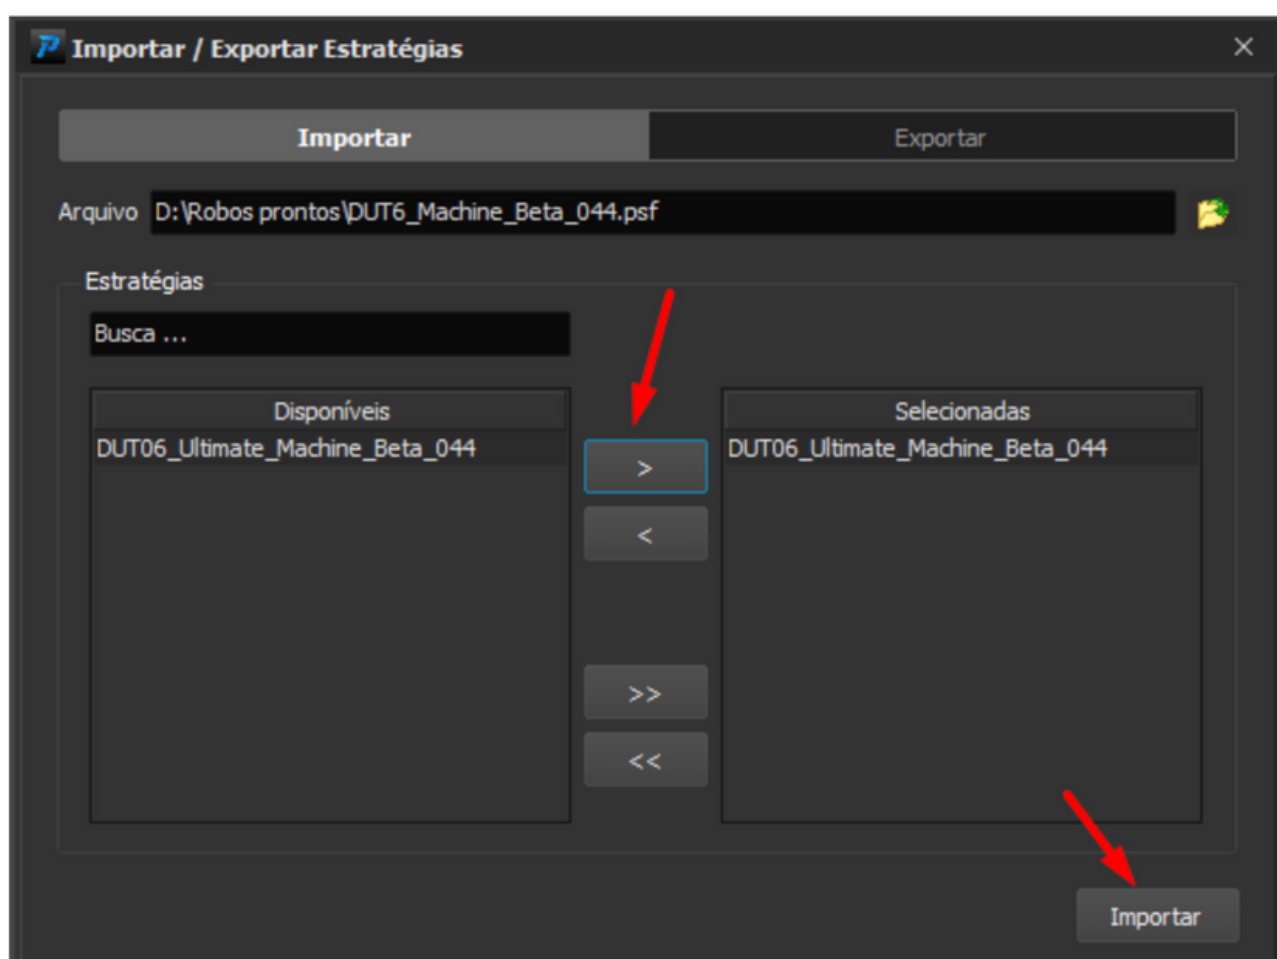 Importar / Exportar Estratégias
Importar
Exportar
Arquivo D:\Robos prontos\DUT6_Machine_Beta_044.psf
Estratégias
Busca ...
Disponíveis
DUT06_Ultimate_Machine_Beta_044
>
<
>>
<<
Selecionadas
DUT06_Ultimate_Machine_Beta_044
Importar